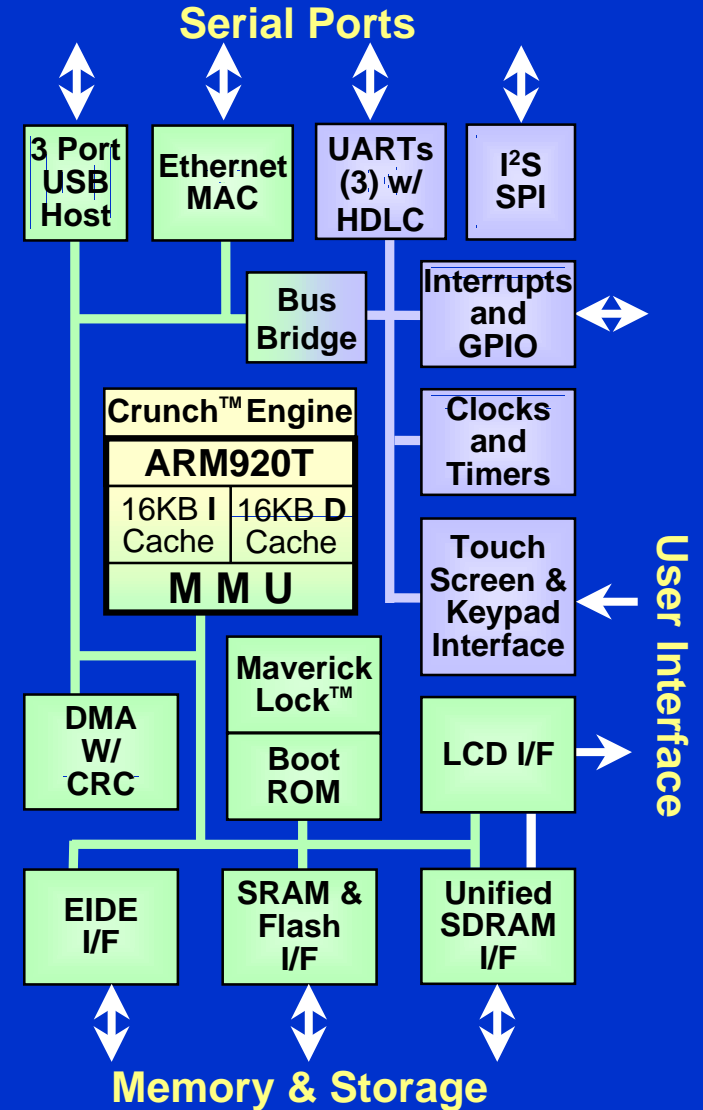 Serial Ports
3 Port
USB
Host
Ethernet
MAC
UARTs
(3) w/
HDLC
I²S
SPI
Bus
Bridge
Interrupts
and
GPIO
Crunch™ Engine
ARM920T
16KB I
Cache
16KB D
Cache
M M U
Clocks
and
Timers
Touch
Screen &
Keypad
Interface
User Interface
Maverick
Lock™
Boot
ROM
DMA
W/
CRC
LCD I/F
EIDE
I/F
SRAM &
Flash
I/F
Unified
SDRAM
I/F
Memory & Storage